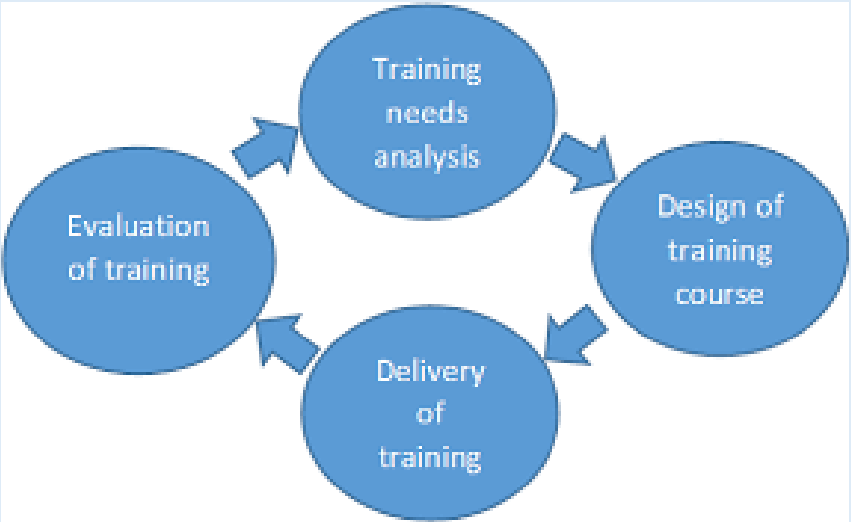 Training
needs
analysis
Design of
training
course
Delivery
of
training
Evaluation
of training